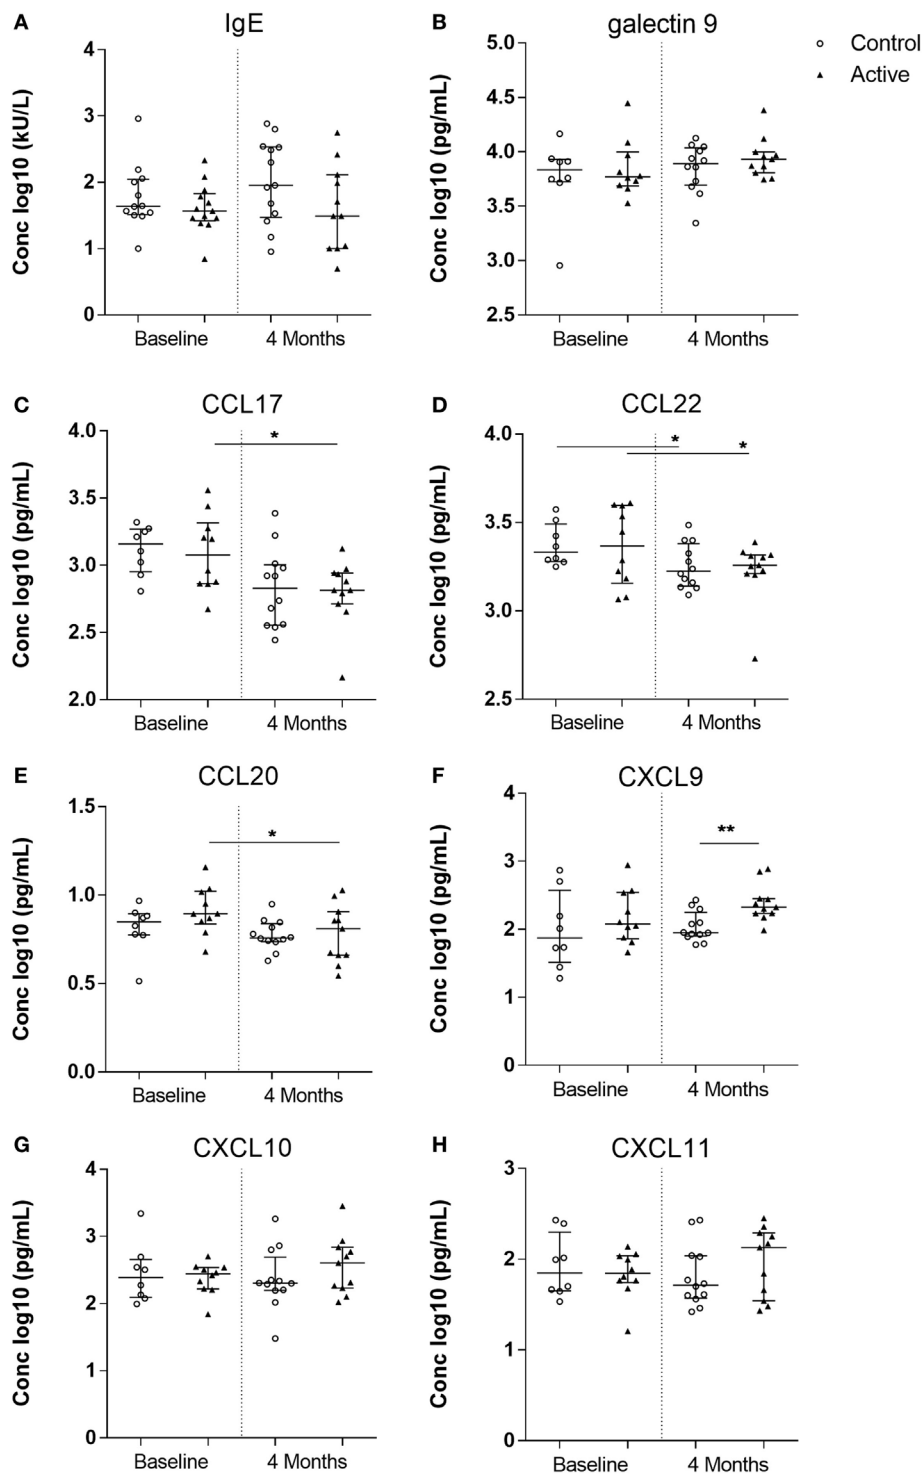 A
IgE
Conc log10 (kU/L)
4
3
2
1
0
Baseline
4 Months
B
galectin 9
Conc log10 (pg/mL)
5.0
4.5
4.0
3.5
3.0
2.5
Baseline
4 Months
Control
Active
C
CCL17
Conc log10 (pg/mL)
4.0
3.5
3.0
2.5
2.0
*
Baseline
4 Months
D
CCL22
Conc log10 (pg/mL)
4.0
3.5
3.0
2.5
*
*
Baseline
4 Months
E
CCL20
Conc log10 (pg/mL)
1.5
1.0
0.5
0.0
*
Baseline
4 Months
F
CXCL9
Conc log10 (pg/mL)
4
3
2
1
0
**
Baseline
4 Months
G
CXCL10
Conc log10 (pg/mL)
4
3
2
1
0
Baseline
4 Months
H
CXCL11
Conc log10 (pg/mL)
3
2
1
0
Baseline
4 Months